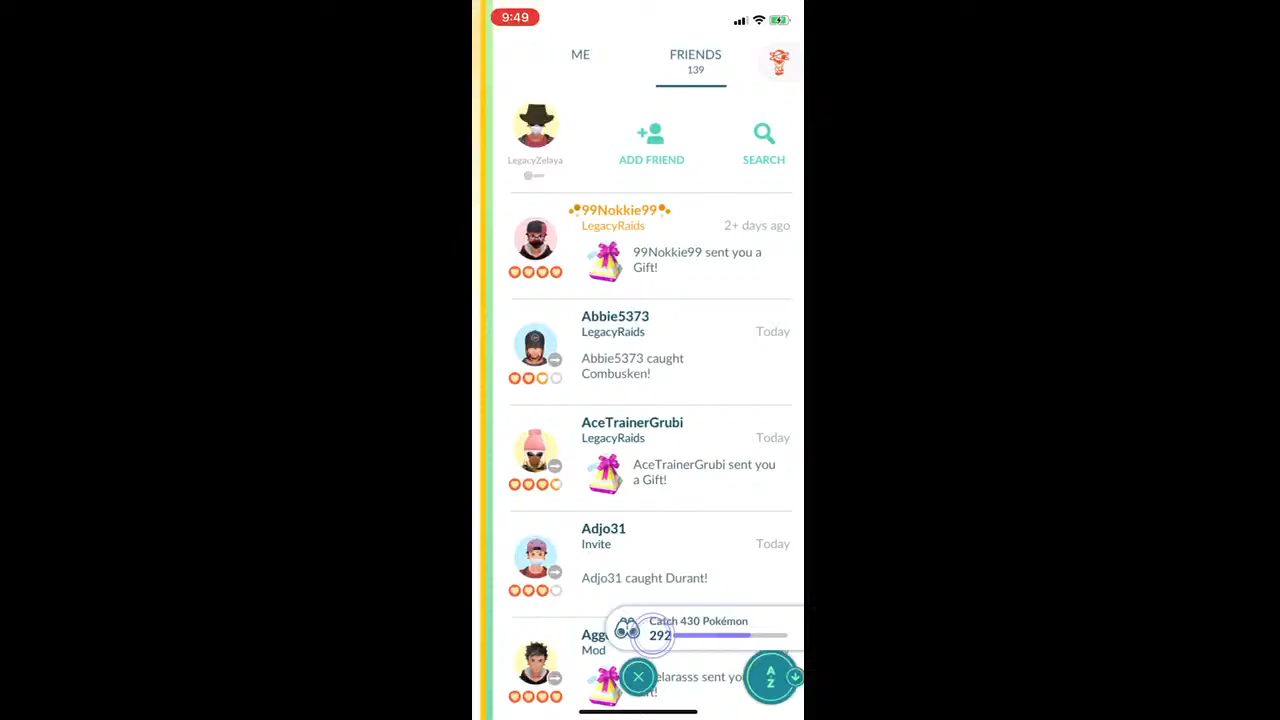 9:49
ME
FRIENDS
139
LegacyZelaya
ADD FRIEND
SEARCH
99Nokkie99
LegacyRaids
2+ days ago
99Nokkie99 sent you a
Gift!
Abbie5373
LegacyRaids
Today
Abbie5373 caught
Combusken!
AceTrainerGrubi
LegacyRaids
Today
AceTrainerGrubi sent you
a Gift!
Adjo31
Invite
Today
Adjo31 caught Durant!
Catch 430 Pokémon
292
Mod
sent
A
Z